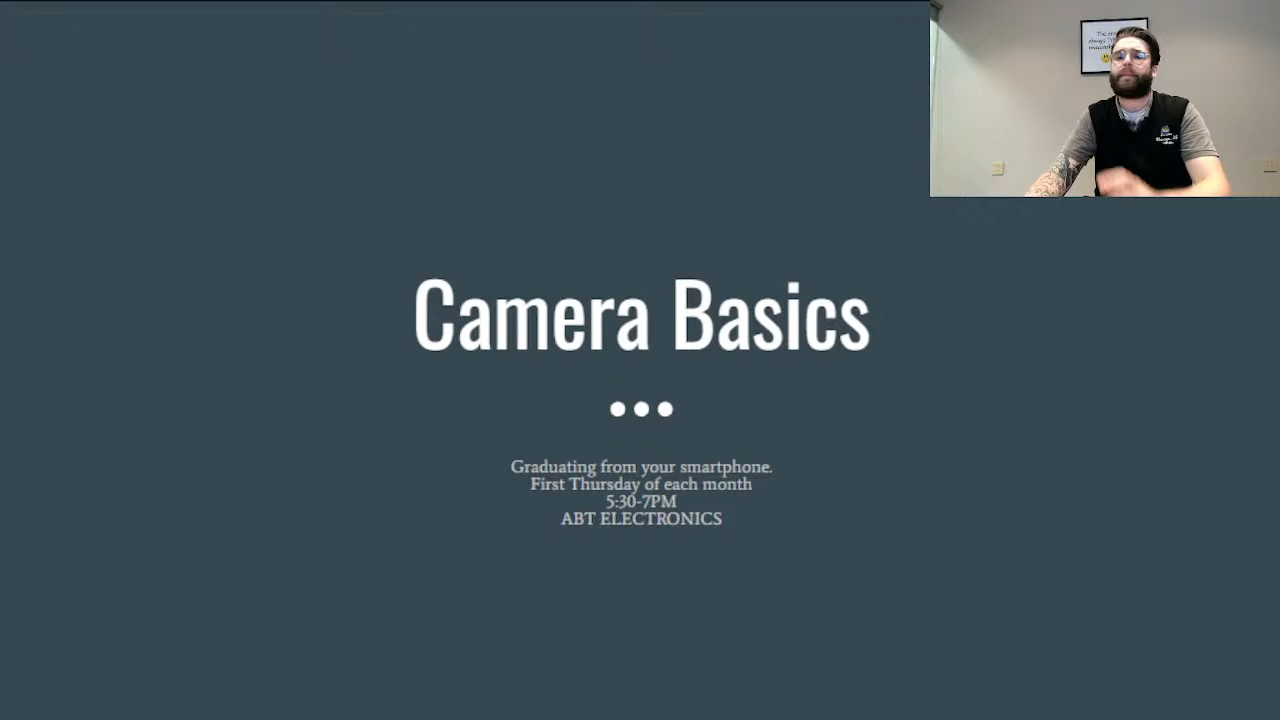 Camera Basics
Graduating from your smartphone.
First Thursday of each month
5:30-7PM
ABT ELECTRONICS